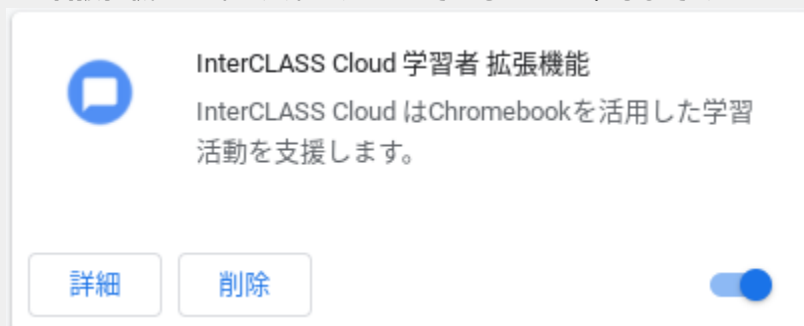 InterCLASS Cloud 学習者 拡張機能
InterCLASS Cloud はChromebookを活用した学習
活動を支援します。
詳細 削除